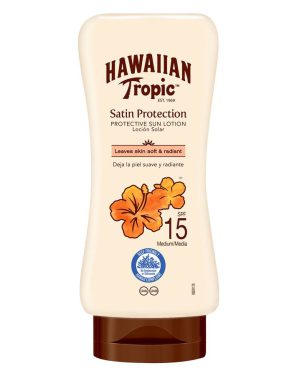 HAWAIIAN
Tropic™
EST. 1969
Satin Protection
PROTECTIVE SUN LOTION
Loción Solar
Leaves skin soft & radiant
Deja la piel suave y radiante
SPF
15
Medium/Media